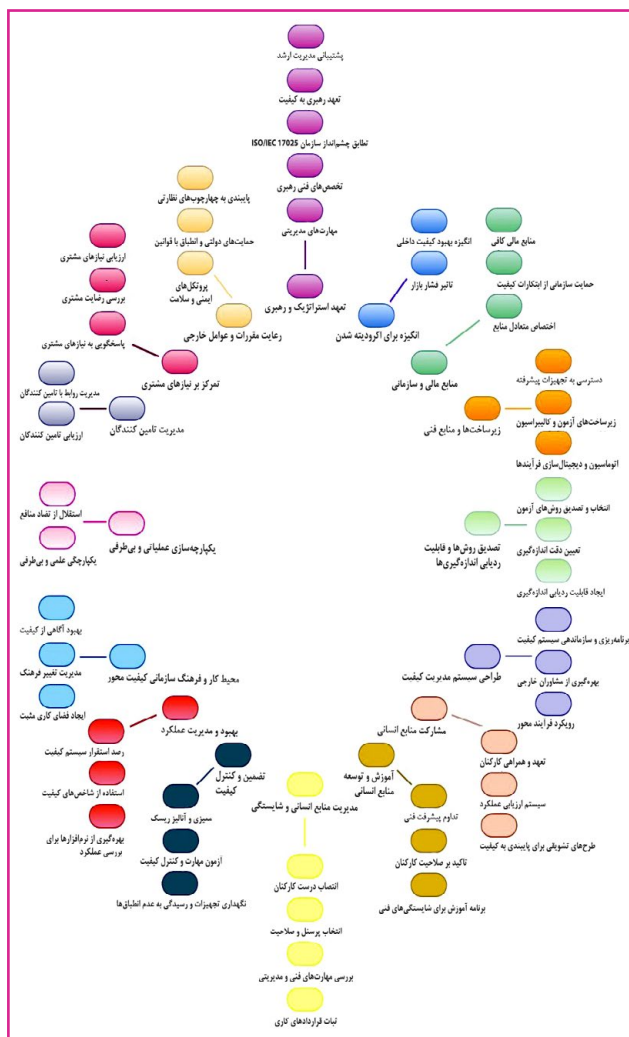 پشتیبانی مدیریت ارشد
تعهد رهبری به کیفیت
تطابق چشم‌انداز سازمان ISO/IEC 17025
تخصص‌های فنی رهبری
مهارت‌های مدیریتی
تعهد استراتژیک و رهبری
انگیزه بهبود کیفیت داخلی
تاثیر فشار بازار
انگیزه برای اکرودیته شدن
منابع مالی کافی
حمایت سازمانی از ابتکارات کیفیت
اختصاص متعادل منابع
منابع مالی و سازمانی
دسترسی به تجهیزات پیشرفته
زیرساخت‌های آزمون و کالیبراسیون
اتوماسیون و دیجیتال‌سازی فرآیندها
زیرساخت‌ها و منابع فنی
انتخاب و تصدیق روش‌های آزمون
تعیین دقت اندازه‌گیری
ایجاد قابلیت ردیابی اندازه‌گیری
تصدیق روش‌ها و قابلیت
ردیابی اندازه‌گیری‌ها
برنامه‌ریزی و سازماندهی سیستم کیفیت
بهره‌گیری از مشاوران خارجی
رویکرد فرآیند محور
طراحی سیستم مدیریت کیفیت
مشارکت منابع انسانی
تعهد و همراهی کارکنان
سیستم ارزیابی عملکرد
طرح‌های تشویقی برای پایبندی به کیفیت
آموزش و توسعه
منابع انسانی
تداوم پیشرفت فنی
تاکید بر صلاحیت کارکنان
برنامه آموزش برای شایستگی‌های فنی
مدیریت منابع انسانی و شایستگی
انتصاب درست کارکنان
انتخاب پرسنل و صلاحیت
بررسی مهارت‌های فنی و مدیریتی
ثبات قراردادهای کاری
تضمین و کنترل
کیفیت
ممیزی و آنالیز ریسک
آزمون مهارت و کنترل کیفیت
نگهداری تجهیزات و رسیدگی به عدم انطباق‌ها
بهبود و مدیریت عملکرد
رصد استقرار سیستم کیفیت
استفاده از شاخص‌های کیفیت
بهره‌گیری از نرم‌افزارها برای
بررسی عملکرد
محیط کار و فرهنگ سازمانی کیفیت محور
بهبود آگاهی از کیفیت
مدیریت تغییر فرهنگ
ایجاد فضای کاری مثبت
یکپارچه‌سازی عملیاتی و بی‌طرفی
استقلال از تضاد منافع
یکپارچگی علمی و بی‌طرفی
مدیریت تامین کنندگان
مدیریت روابط با تامین کنندگان
ارزیابی تامین کنندگان
تمرکز بر نیازهای مشتری
ارزیابی نیازهای مشتری
بررسی رضایت مشتری
پاسخگویی به نیازهای مشتری
رعایت مقررات و عوامل خارجی
پایبندی به چهارچوب‌های نظارتی
حمایت‌های دولتی و انطباق با قوانین
پروتکل‌های
ایمنی و سلامت